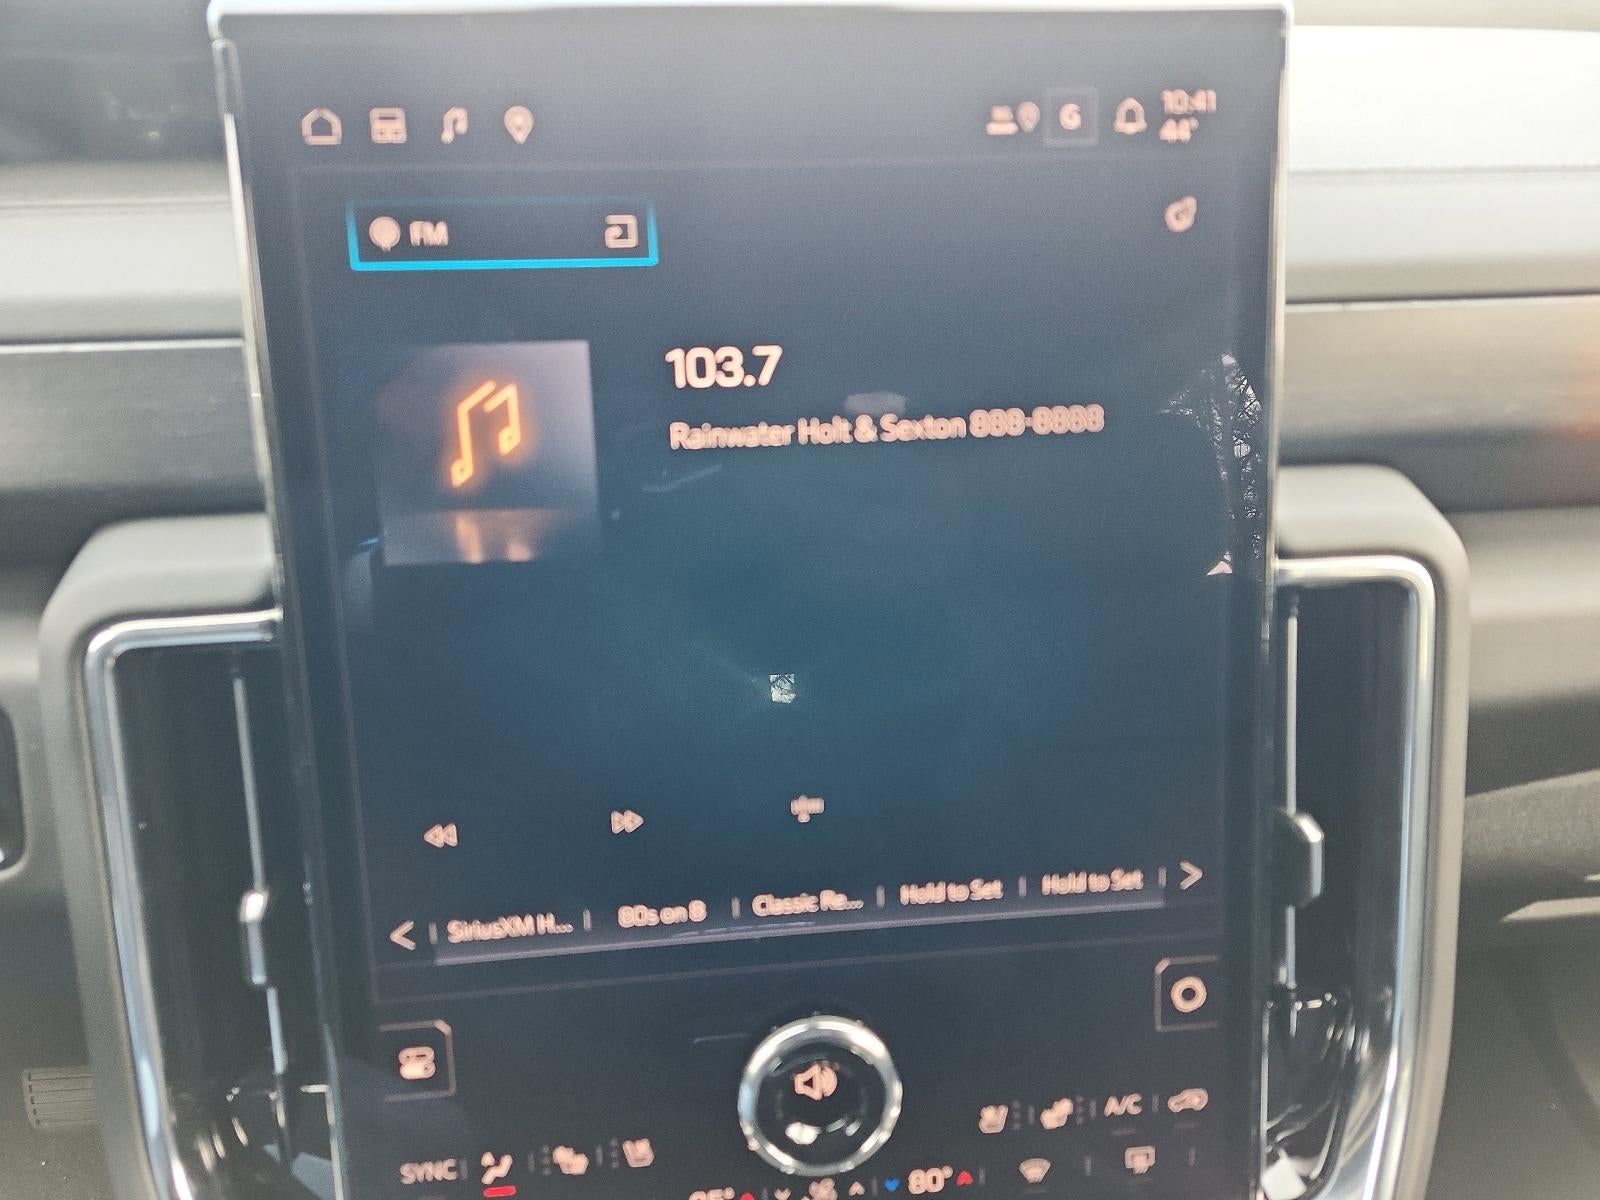 G
10:41
44°
FM
103.7
Rainwater Holt & Sexton 888-8888
SiriusXM H... 80s on 8 Classic Re... Hold to Set Hold to Set
A/C
SYNC
80°